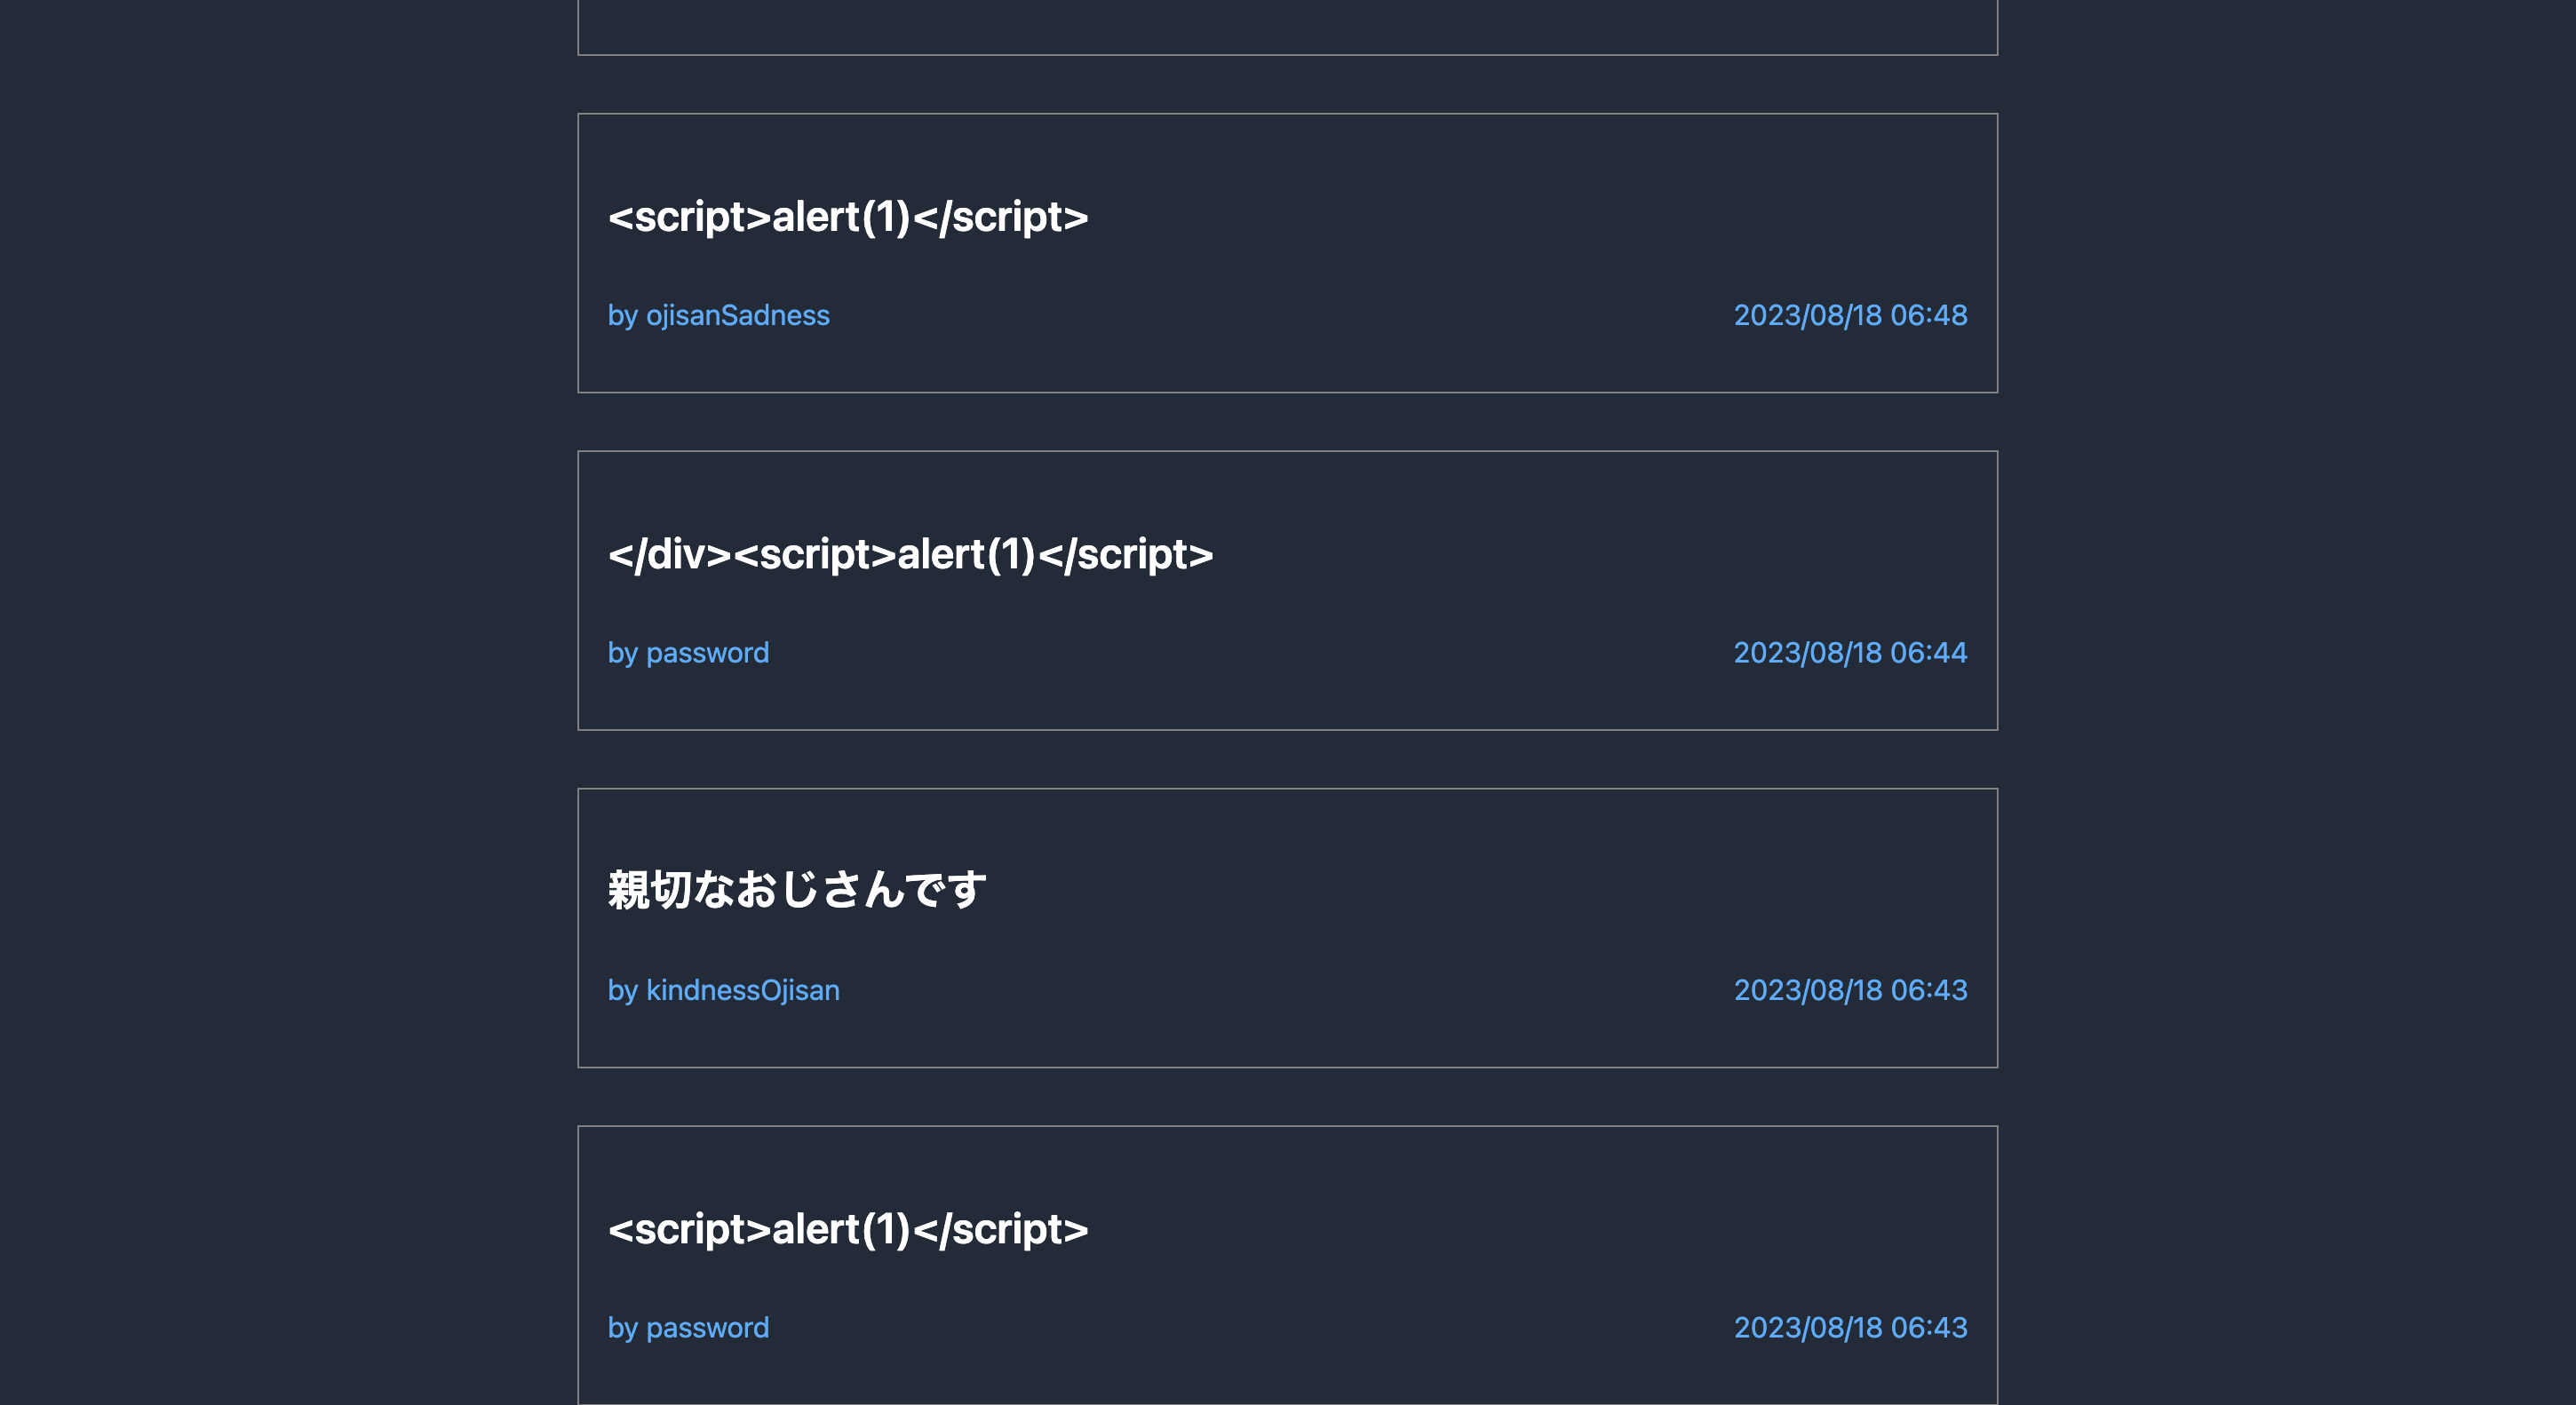 <script>alert(1)</script>
by ojisanSadness 2023/08/18 06:48
</div><script>alert(1)</script>
by password 2023/08/18 06:44
親切なおじさんです
by kindnessOjisan 2023/08/18 06:43
<script>alert(1)</script>
by password 2023/08/18 06:43